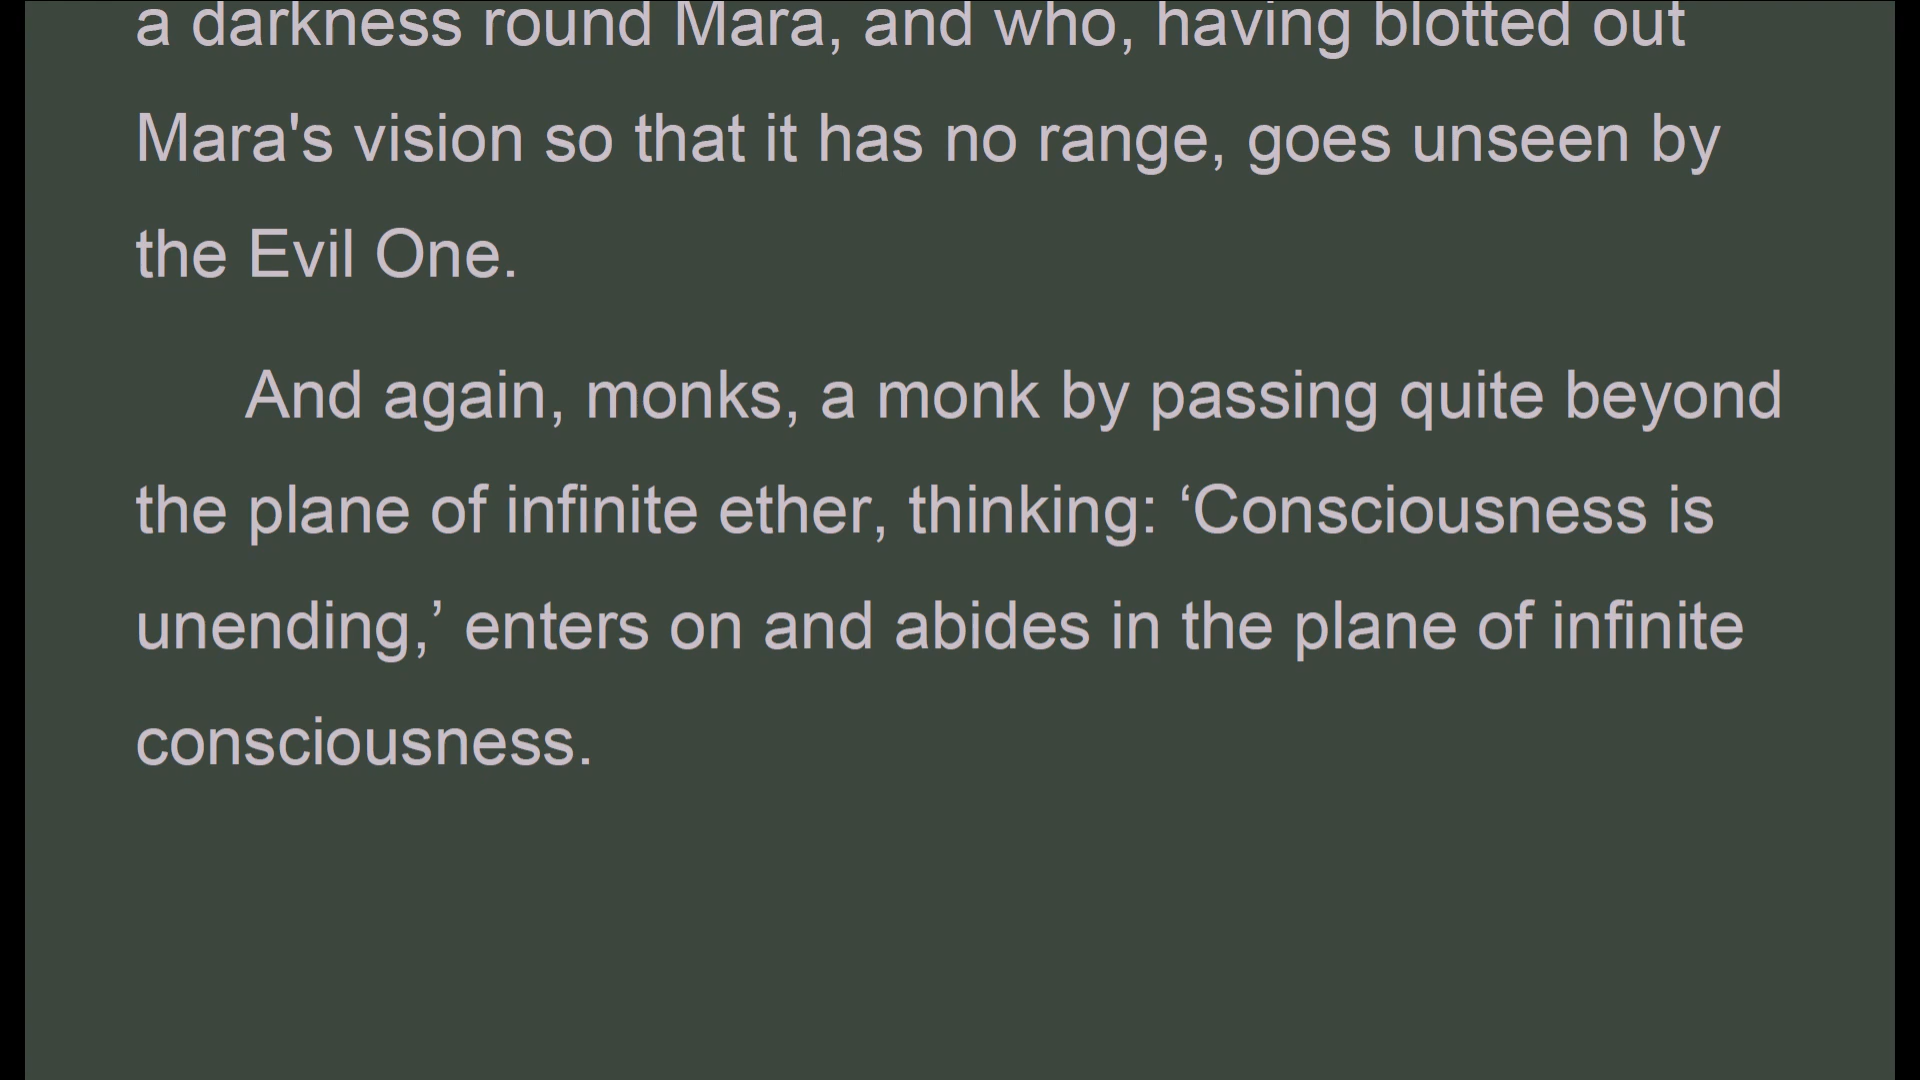 a darkness round Mara, and who, having blotted out
Mara's vision so that it has no range, goes unseen by
the Evil One.
And again, monks, a monk by passing quite beyond
the plane of infinite ether, thinking: ‘Consciousness is
unending,’ enters on and abides in the plane of infinite
consciousness.